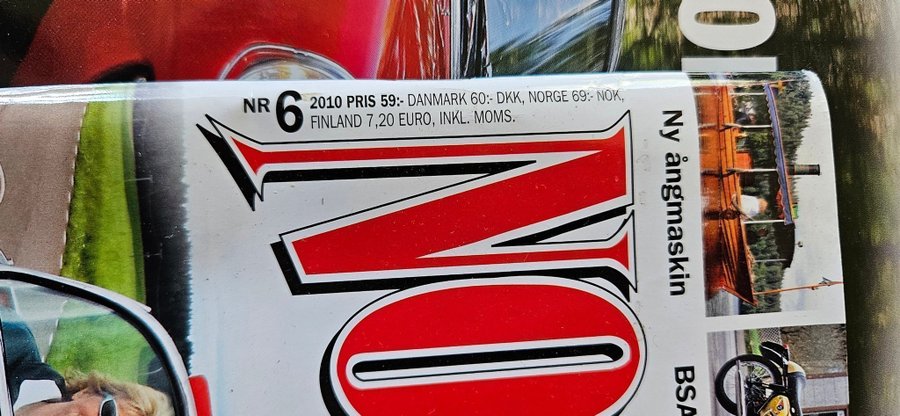 NR 6 2010 PRIS 59:- DANMARK 60:- DKK, NORGE 69:- NOK,
FINLAND 7,20 EURO, INKL. MOMS.
ON
Ny ångmaskin
BSA